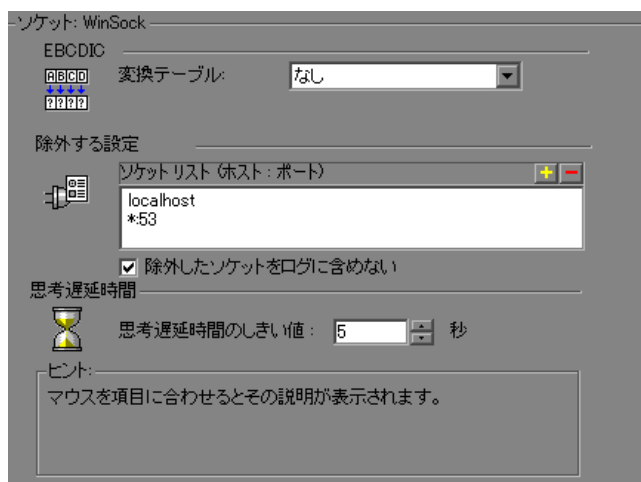 ソケット: WinSock
EBCDIC
ABCD
????
変換テーブル:
なし
除外する設定
ソケット リスト (ホスト : ポート)
localhost
*:53
除外したソケットをログに含めない
思考遅延時間
思考遅延時間のしきい値 :
5
秒
ヒント:
マウスを項目に合わせるとその説明が表示されます。